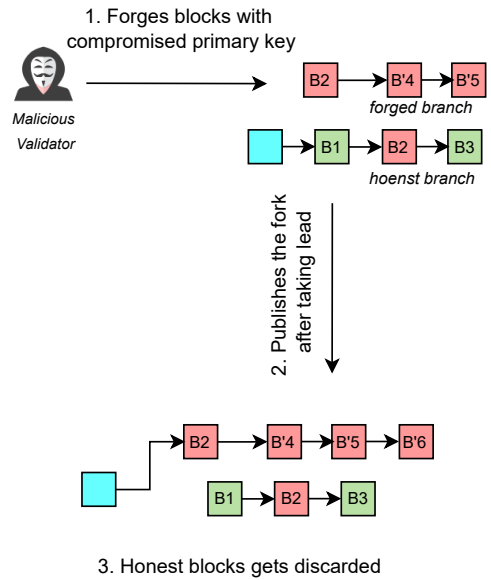 1. Forges blocks with
compromised primary key
Malicious
Validator
B2 B'4 B'5
forged branch
B1 B2 B3
hoenst branch
2. Publishes the fork
after taking lead
B2 B'4 B'5 B'6
B1 B2 B3
3. Honest blocks gets discarded